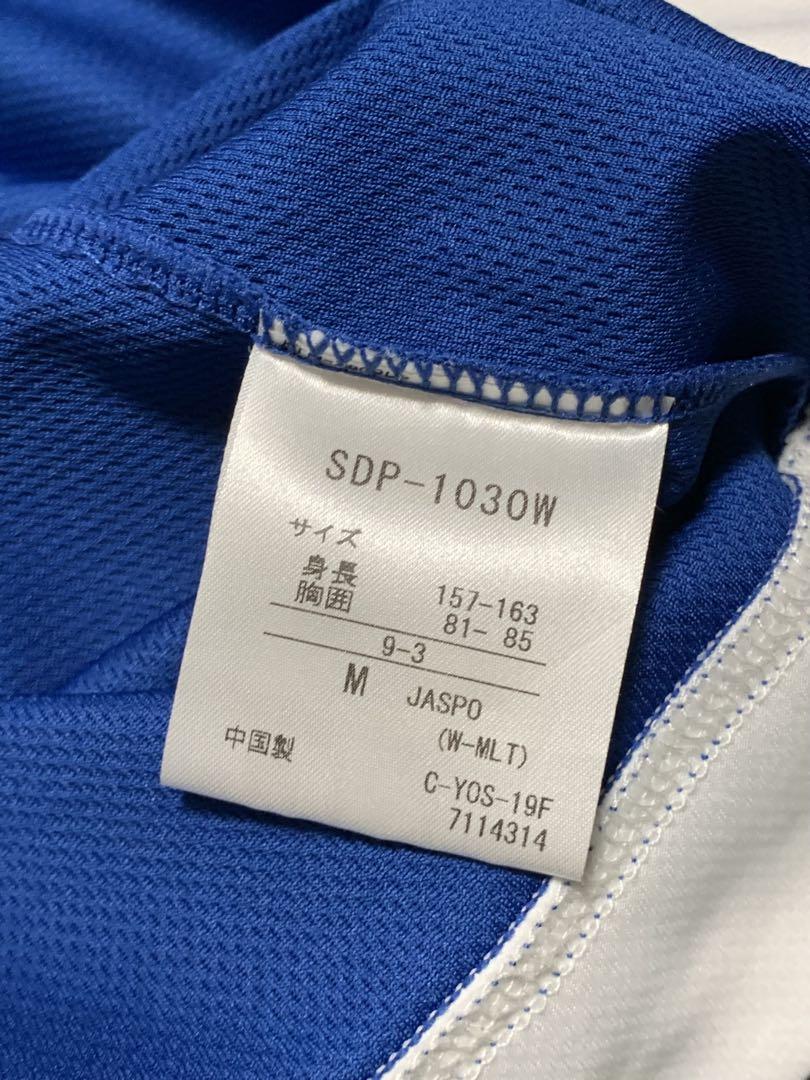 SDP-1030W
サイズ
身長 157-163
胸囲 81- 85
9-3
M JASPO
(W-MLT)
中国製
C-YOS-19F
7114314